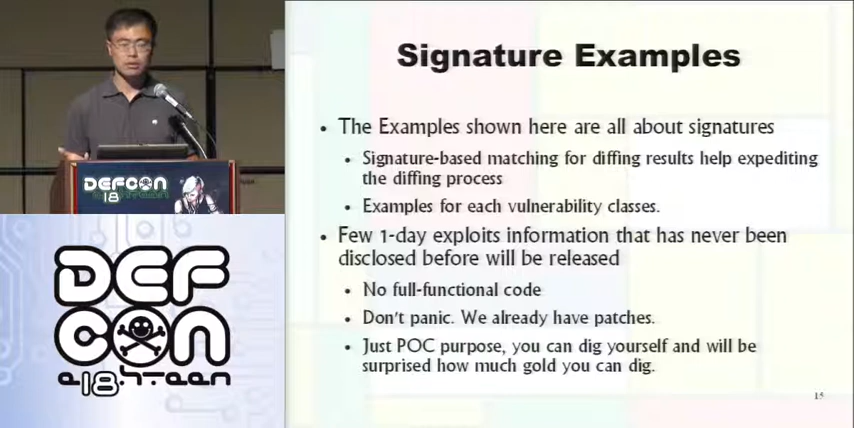 Signature Examples
• The Examples shown here are all about signatures
• Signature-based matching for diffing results help expediting
the diffing process
• Examples for each vulnerability classes.
• Few 1-day exploits information that has never been
disclosed before will be released
• No full-functional code
• Don't panic. We already have patches.
• Just POC purpose, you can dig yourself and will be
surprised how much gold you can dig.
15
DEFCON
18
DEF
CON
e18hteen